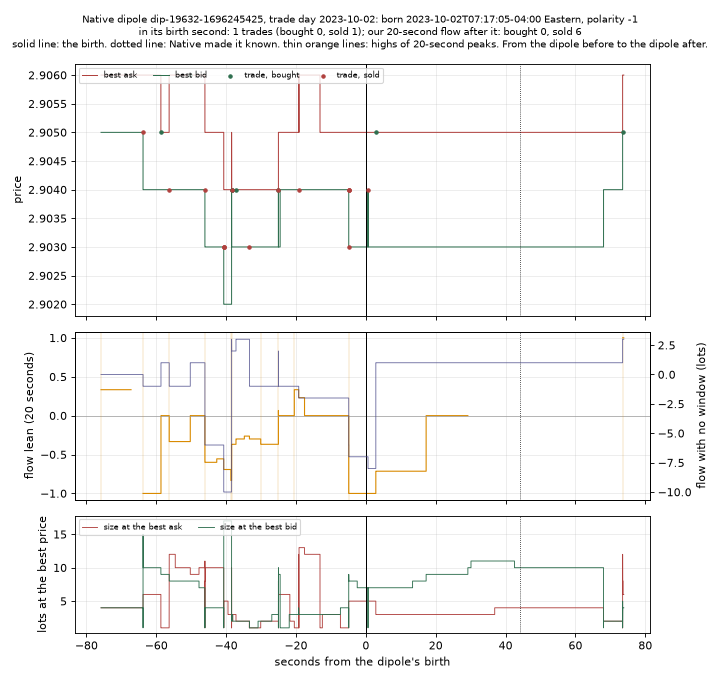 Native dipole dip-19632-1696245425, trade day 2023-10-02: born 2023-10-02T07:17:05-04:00 Eastern, polarity -1
in its birth second: 1 trades (bought 0, sold 1); our 20-second flow after it: bought 0, sold 6
solid line: the birth. dotted line: Native made it known. thin orange lines: highs of 20-second peaks. From the dipole before to the dipole after.
best ask best bid trade, bought trade, sold
2.9060
2.9055
2.9050
2.9045
2.9040
2.9035
2.9030
2.9025
2.9020
price
1.0
0.5
0.0
−0.5
−1.0
flow lean (20 seconds)
2.5
0.0
−2.5
−5.0
−7.5
−10.0
flow with no window (lots)
size at the best ask size at the best bid
15
10
5
lots at the best price
−80 −60 −40 −20 0 20 40 60 80
seconds from the dipole's birth